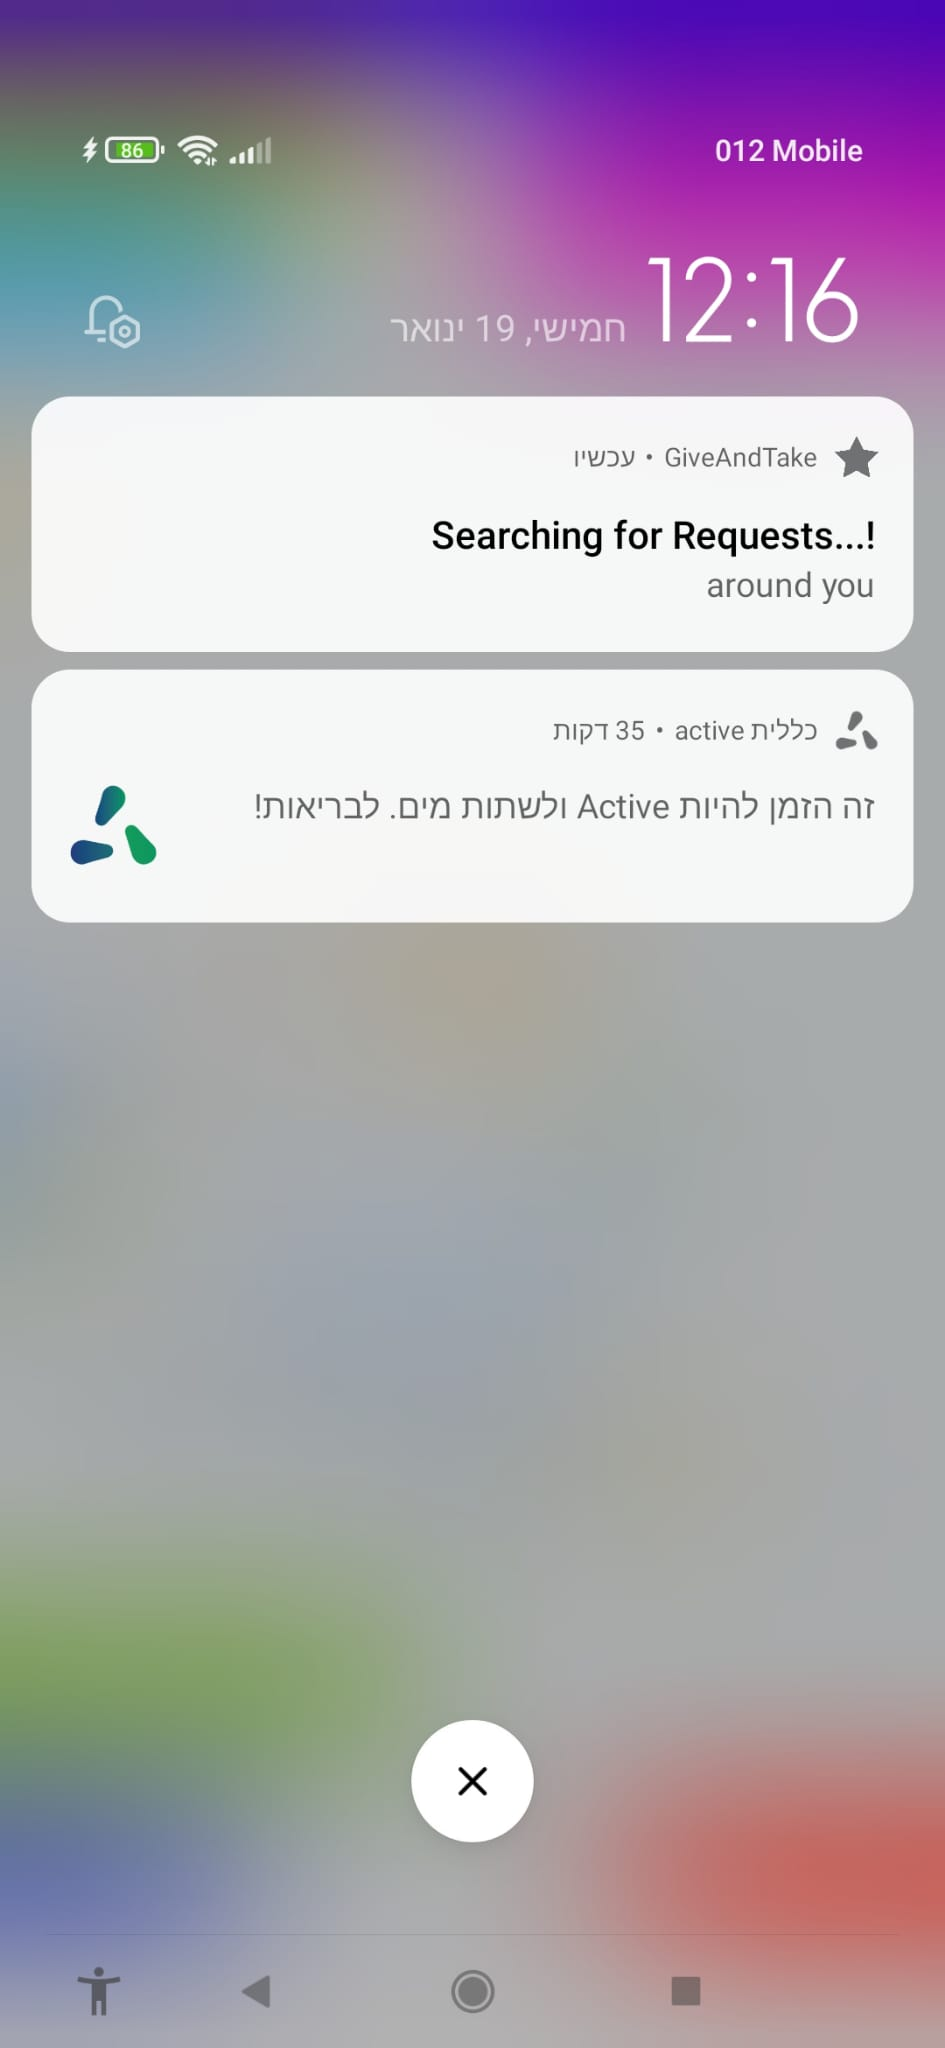 86
012 Mobile
12:16
חמישי, 19 ינואר
GiveAndTake • עכשיו
Searching for Requests...!
around you
כללית active • 35 דקות
זה הזמן להיות Active ולשתות מים. לבריאות!